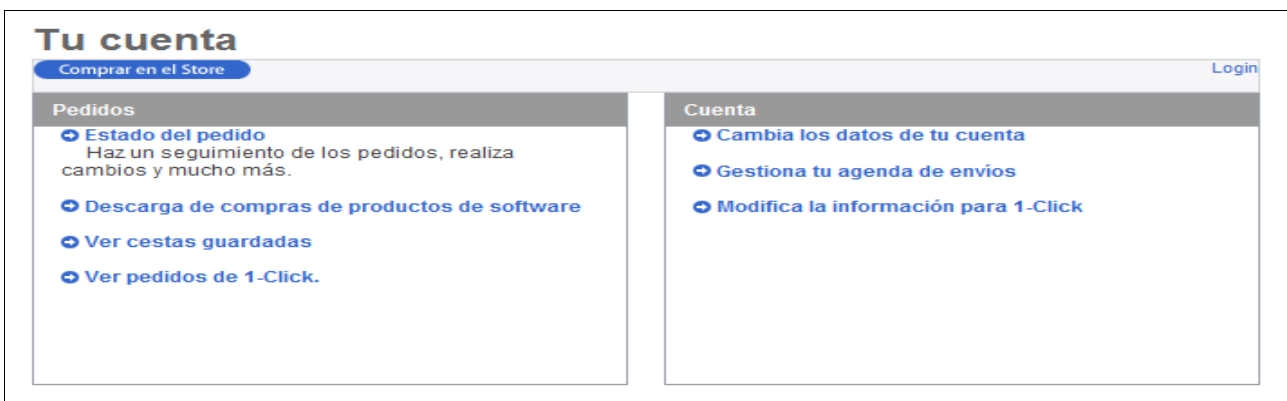 Tu cuenta
Comprar en el Store
Login
Pedidos
Estado del pedido
Haz un seguimiento de los pedidos, realiza
cambios y mucho más.
Descarga de compras de productos de software
Ver cestas guardadas
Ver pedidos de 1-Click.
Cuenta
Cambia los datos de tu cuenta
Gestiona tu agenda de envíos
Modifica la información para 1-Click